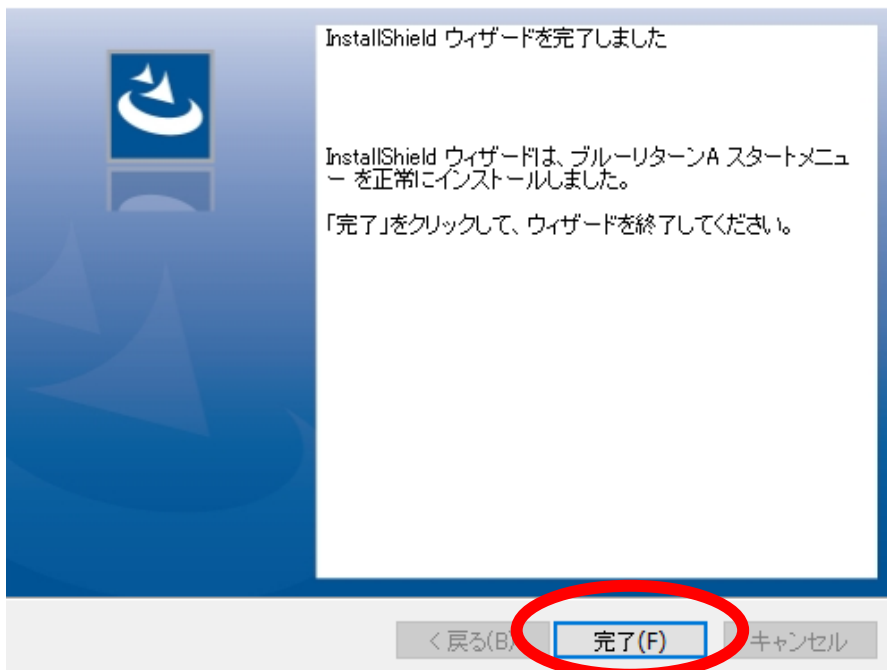 InstallShield ウィザードを完了しました
InstallShield ウィザードは、ブルーリターンA スタートメニュ
ー を正常にインストールしました。
「完了」をクリックして、ウィザードを終了してください。
< 戻る(B) 完了(F) キャンセル